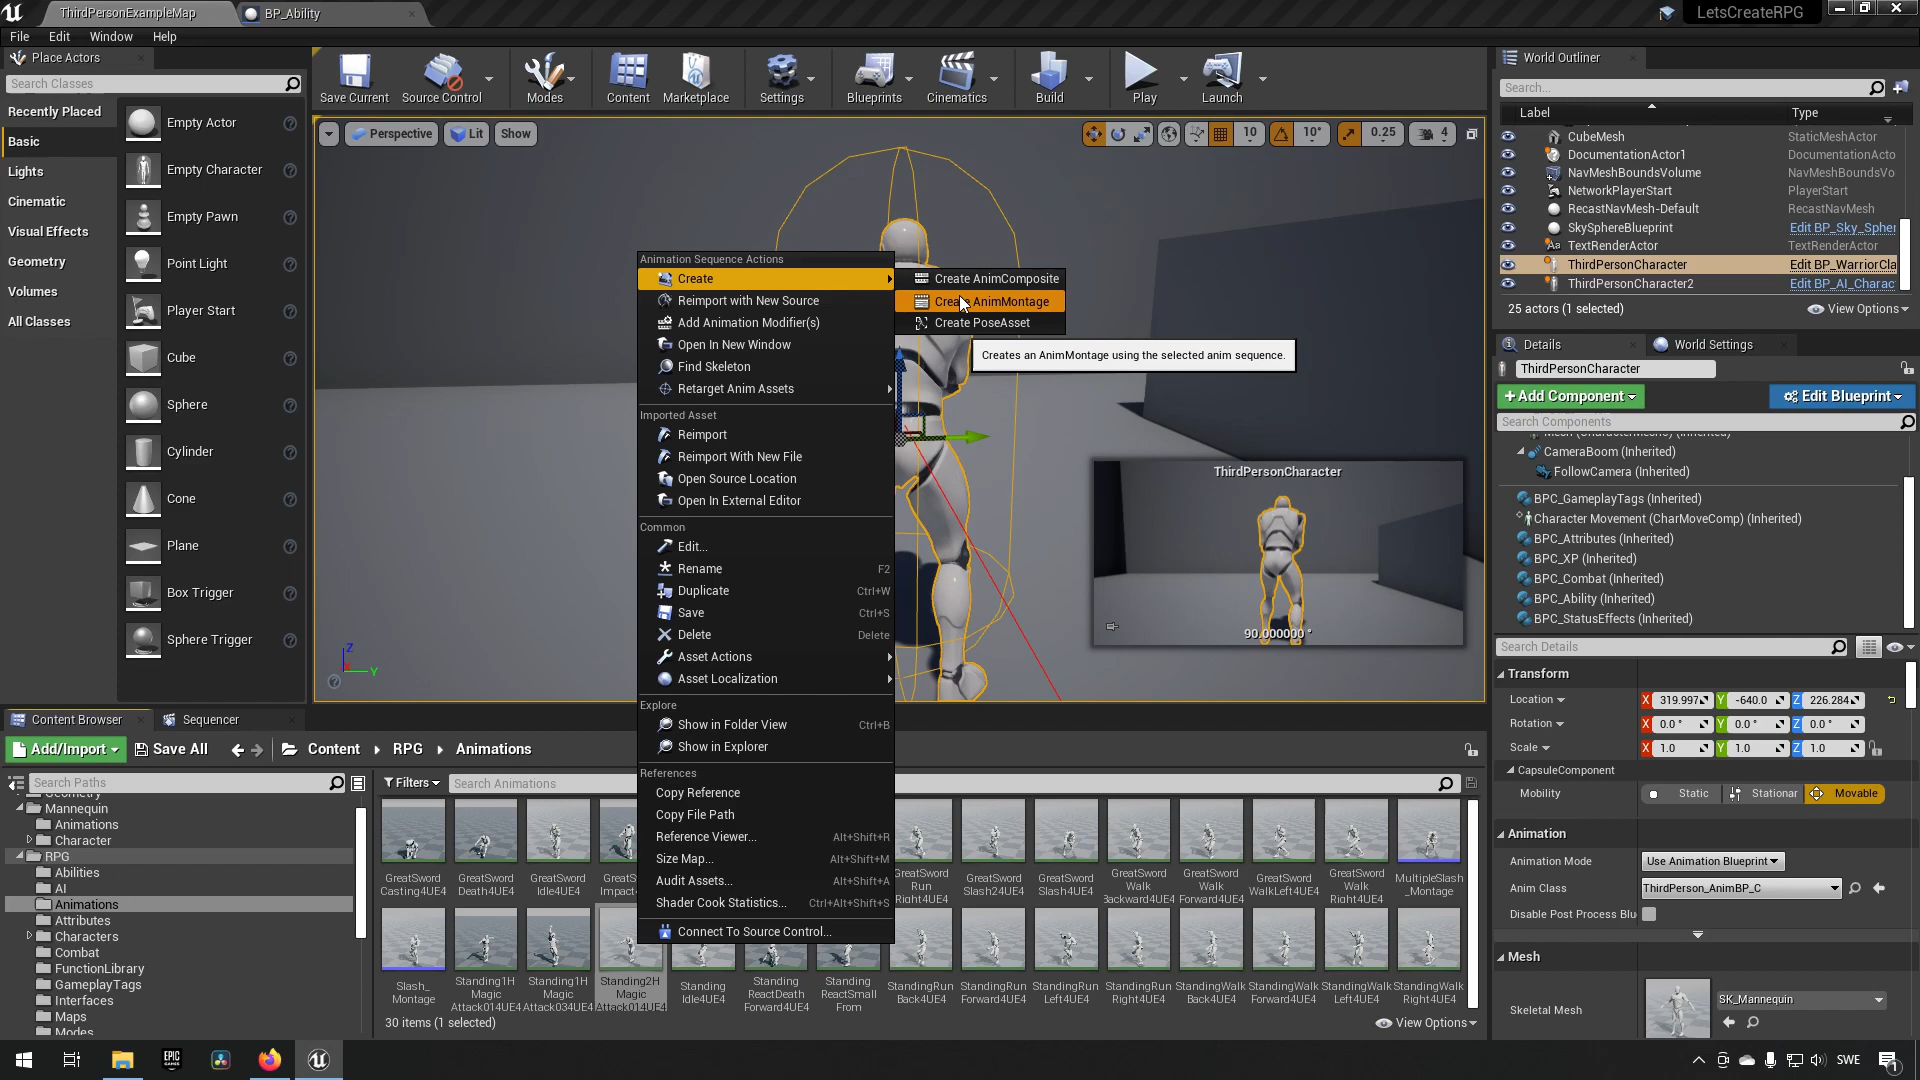 ThirdPersonExampleMap
BP_Ability
LetsCreateRPG
File Edit Window Help
Place Actors
Search Classes
Recently Placed
Basic
Lights
Cinematic
Visual Effects
Geometry
Volumes
All Classes
Empty Actor
Empty Character
Empty Pawn
Point Light
Player Start
Cube
Sphere
Cylinder
Cone
Plane
Box Trigger
Sphere Trigger
Save Current
Source Control
Modes
Content
Marketplace
Settings
Blueprints
Cinematics
Build
Play
Launch
Perspective
Lit
Show
10
10°
0.25
4
Animation Sequence Actions
Create
Reimport with New Source
Add Animation Modifier(s)
Open In New Window
Find Skeleton
Retarget Anim Assets
Imported Asset
Reimport
Reimport With New File
Open Source Location
Open In External Editor
Common
Edit...
Rename F2
Duplicate Ctrl+W
Save Ctrl+S
Delete Delete
Asset Actions
Asset Localization
Explore
Show in Folder View Ctrl+B
Show in Explorer
References
Copy Reference
Copy File Path
Reference Viewer... Alt+Shift+R
Size Map... Alt+Shift+M
Audit Assets... Alt+Shift+A
Shader Cook Statistics... Ctrl+Alt+Shift+S
Connect To Source Control...
Create AnimComposite
Create AnimMontage
Create PoseAsset
Creates an AnimMontage using the selected anim sequence.
ThirdPersonCharacter
90.000000 °
Z
X
Y
World Outliner
Search...
Label Type
CubeMesh StaticMeshActor
DocumentationActor1 DocumentationActo
NavMeshBoundsVolume NavMeshBoundsVo
NetworkPlayerStart PlayerStart
RecastNavMesh-Default RecastNavMesh
SkySphereBlueprint Edit BP_Sky_Spher
TextRenderActor TextRenderActor
ThirdPersonCharacter Edit BP_WarriorCla
ThirdPersonCharacter2 Edit BP_AI_Charac
25 actors (1 selected) View Options
Details
World Settings
ThirdPersonCharacter
+Add Component
Edit Blueprint
Search Components
Mesh (CharacterMesh0) (Inherited)
CameraBoom (Inherited)
FollowCamera (Inherited)
BPC_GameplayTags (Inherited)
Character Movement (CharMoveComp) (Inherited)
BPC_Attributes (Inherited)
BPC_XP (Inherited)
BPC_Combat (Inherited)
BPC_Ability (Inherited)
BPC_StatusEffects (Inherited)
Search Details
Transform
Location X 319.997 Y -640.0 Z 226.284
Rotation X 0.0 ° Y 0.0 ° Z 0.0 °
Scale X 1.0 Y 1.0 Z 1.0
CapsuleComponent
Mobility Static Stationar Movable
Animation
Animation Mode Use Animation Blueprint
Anim Class ThirdPerson_AnimBP_C
Disable Post Process Blu
Mesh
Skeletal Mesh SK_Mannequin
Content Browser
Sequencer
Add/Import
Save All
Content RPG Animations
Search Paths
Filters
Search Animations
Geometry
Mannequin
Animations
Character
RPG
Abilities
AI
Animations
Attributes
Characters
Combat
FunctionLibrary
GameplayTags
Interfaces
Maps
Modes
GreatSword
Casting4UE4
GreatSword
Death4UE4
GreatSword
Idle4UE4
GreatSword
Run
Right4UE4
GreatSword
Slash24UE4
GreatSword
Slash4UE4
GreatSword
Walk
Backward4UE4
GreatSword
Walk
Forward4UE4
GreatSword
WalkLeft4UE4
GreatSword
Walk
Right4UE4
MultipleSlash
_Montage
Slash_
Montage
Standing1H
Magic
Attack014UE4
Standing1H
Magic
Attack034UE4
Standing2H
Magic
Attack014UE4
Standing
Idle4UE4
Standing
ReactDeath
Forward4UE4
Standing
ReactSmall
From
StandingRun
Back4UE4
StandingRun
Forward4UE4
StandingRun
Left4UE4
StandingRun
Right4UE4
StandingWalk
Back4UE4
StandingWalk
Forward4UE4
StandingWalk
Left4UE4
StandingWalk
Right4UE4
30 items (1 selected)
View Options
EPIC
GAMES
SWE
1